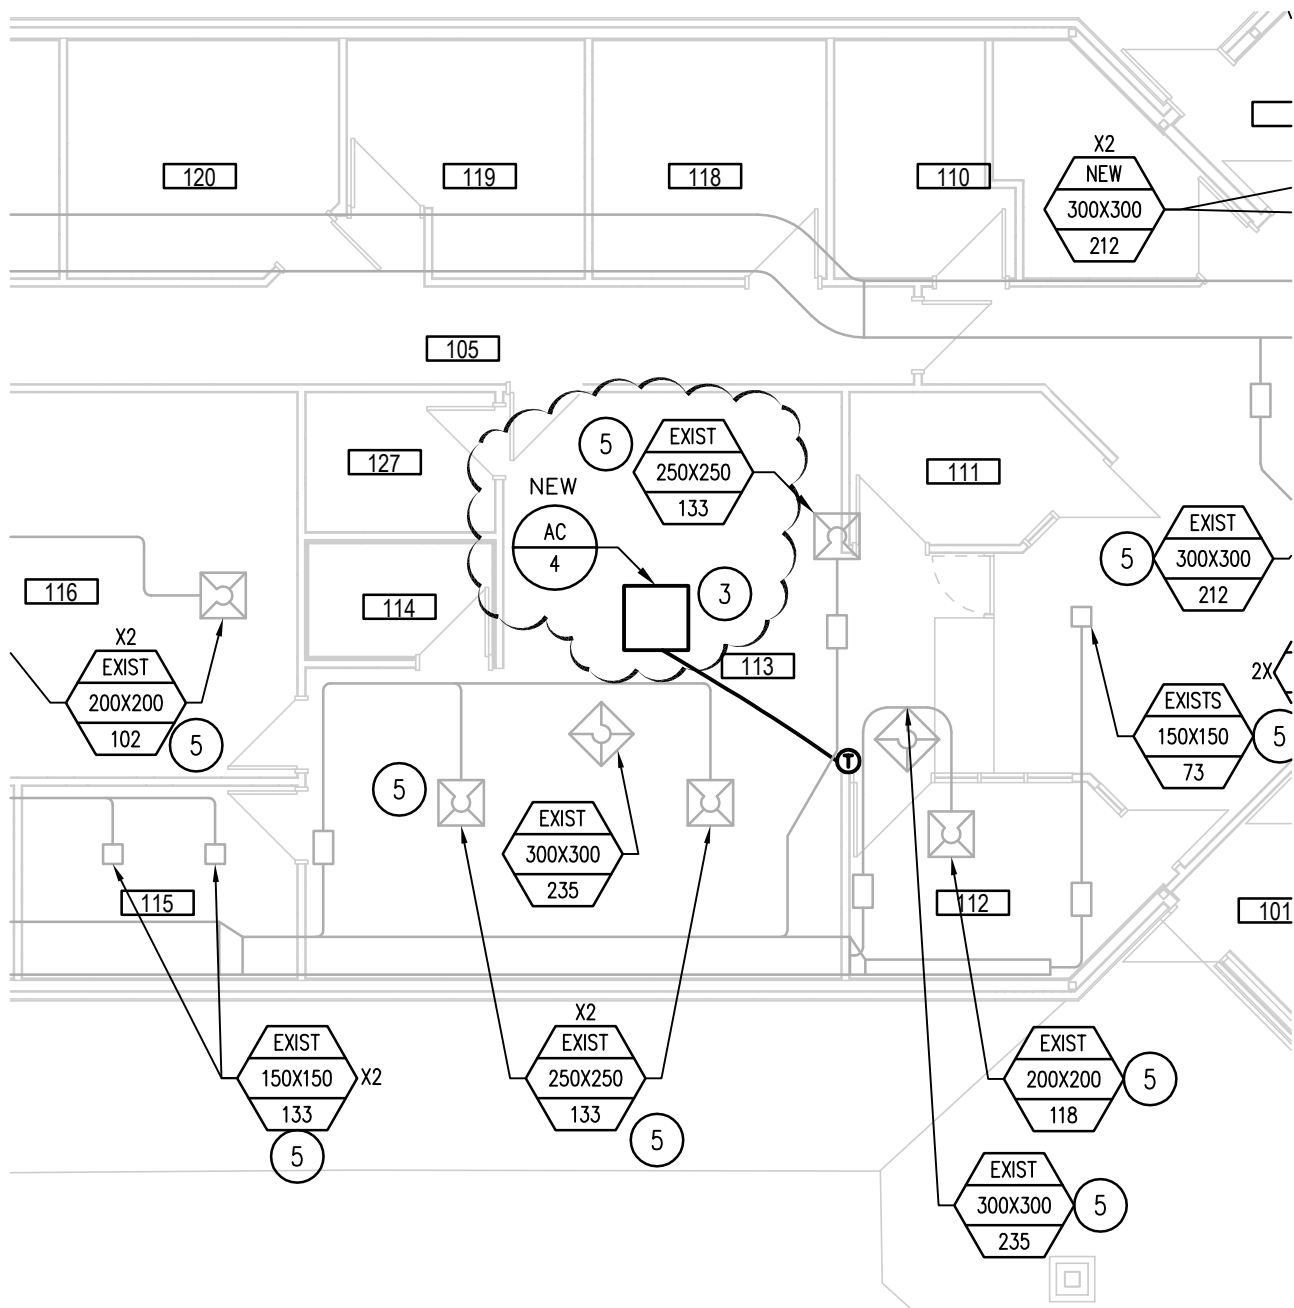 120
119
118
110
X2
NEW
300X300
212
105
127
5
EXIST
250X250
133
111
NEW
AC
4
3
116
114
113
5
EXIST
300X300
212
X2
EXIST
200X200
102
5
2X
EXISTS
150X150
73
5
T
5
EXIST
300X300
235
115
112
101
EXIST
150X150
133
X2
5
X2
EXIST
250X250
133
5
EXIST
200X200
118
5
EXIST
300X300
235
5